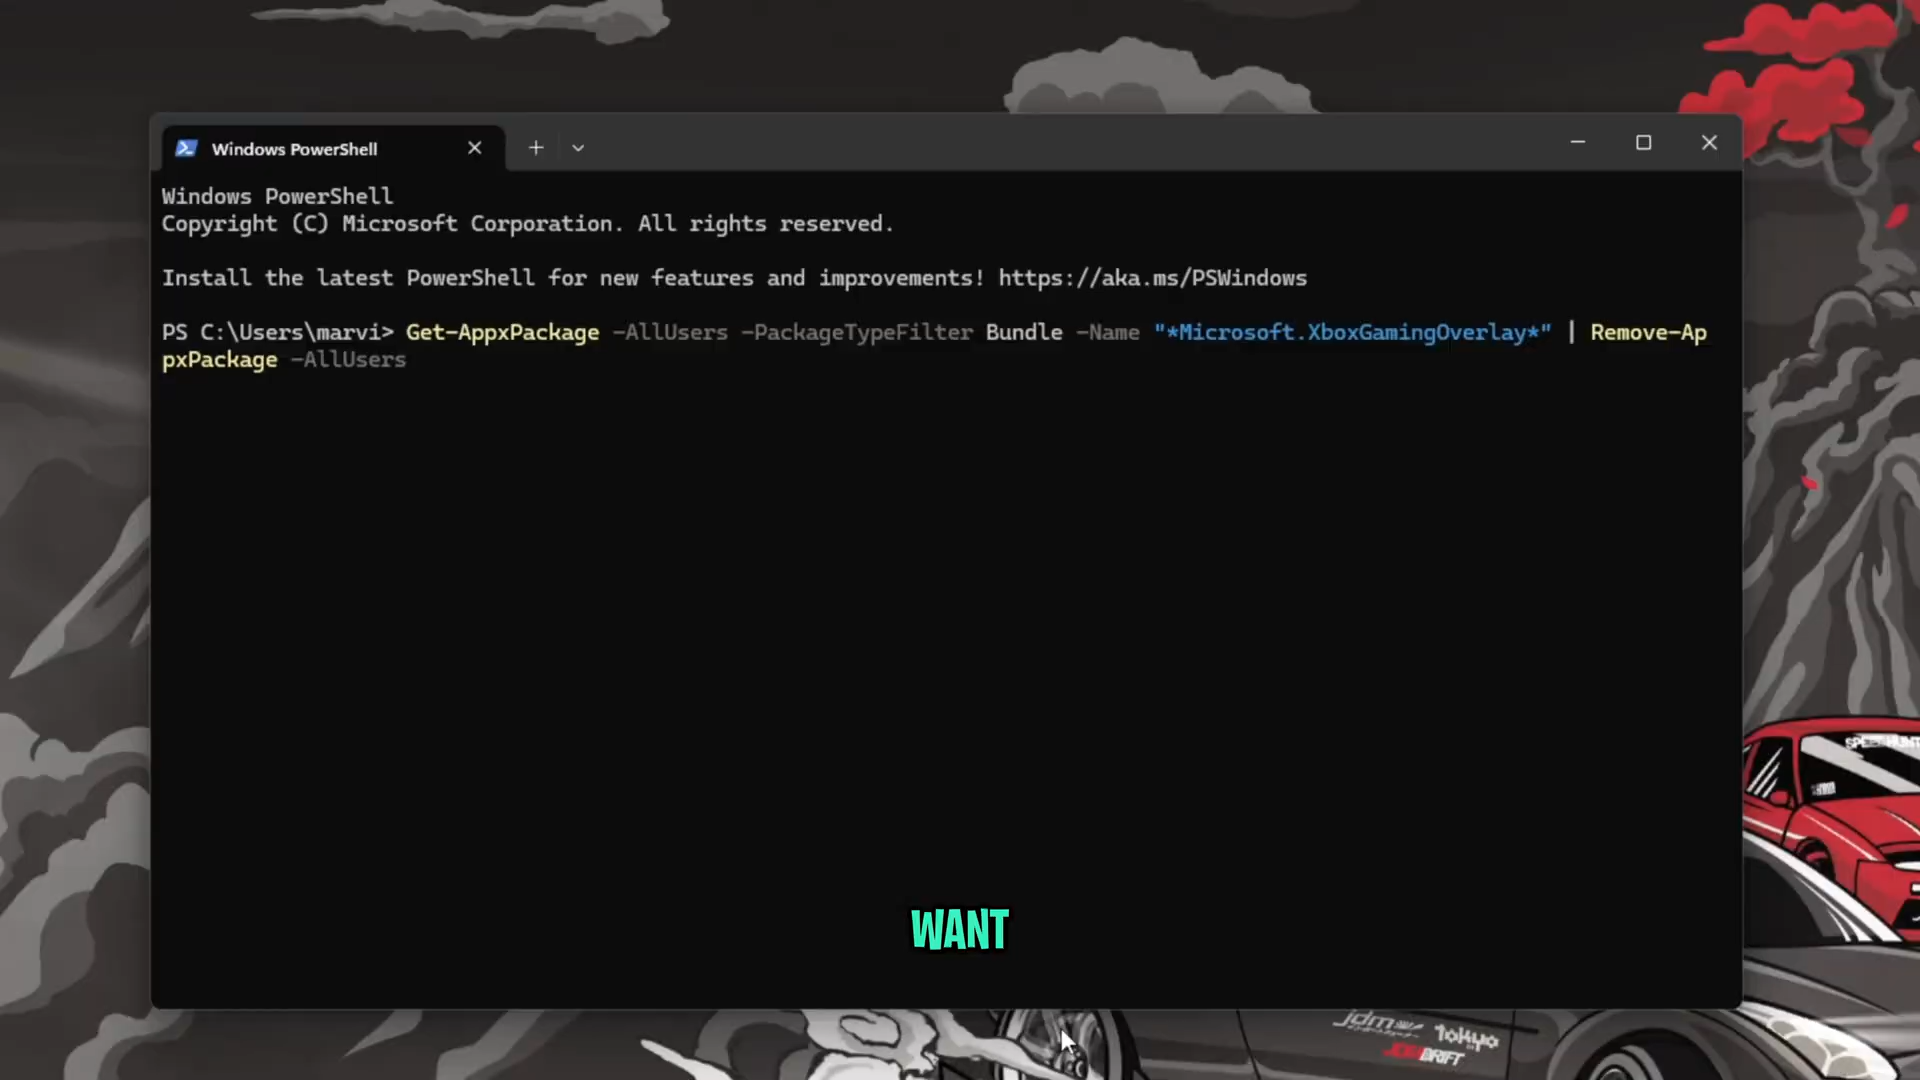 Windows PowerShell
Windows PowerShell
Copyright (C) Microsoft Corporation. All rights reserved.
Install the latest PowerShell for new features and improvements! https://aka.ms/PSWindows
PS C:\Users\marvi> Get-AppxPackage -AllUsers -PackageTypeFilter Bundle -Name "*Microsoft.XboxGamingOverlay*" | Remove-Ap
pxPackage -AllUsers
WANT
jdm
tokyo
DRIFT